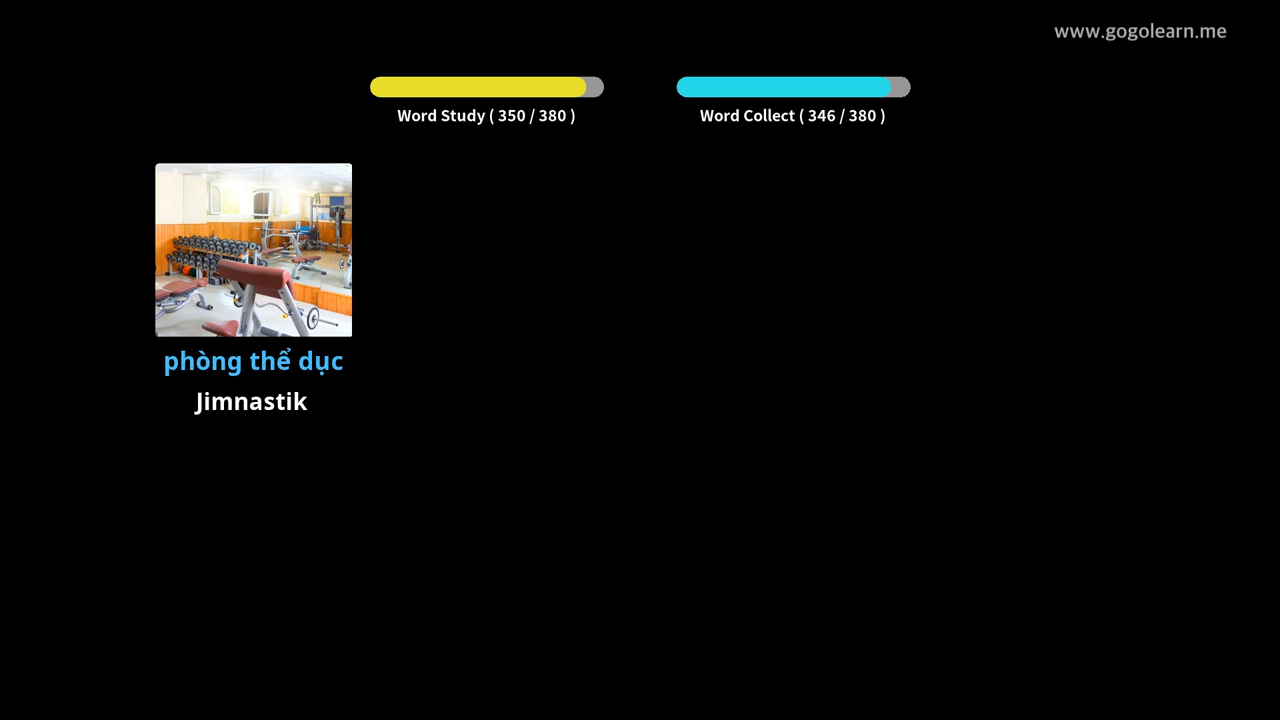 www.gogolearn.me
Word Study ( 350 / 380 )
Word Collect ( 346 / 380 )
phòng thể dục
Jimnastik